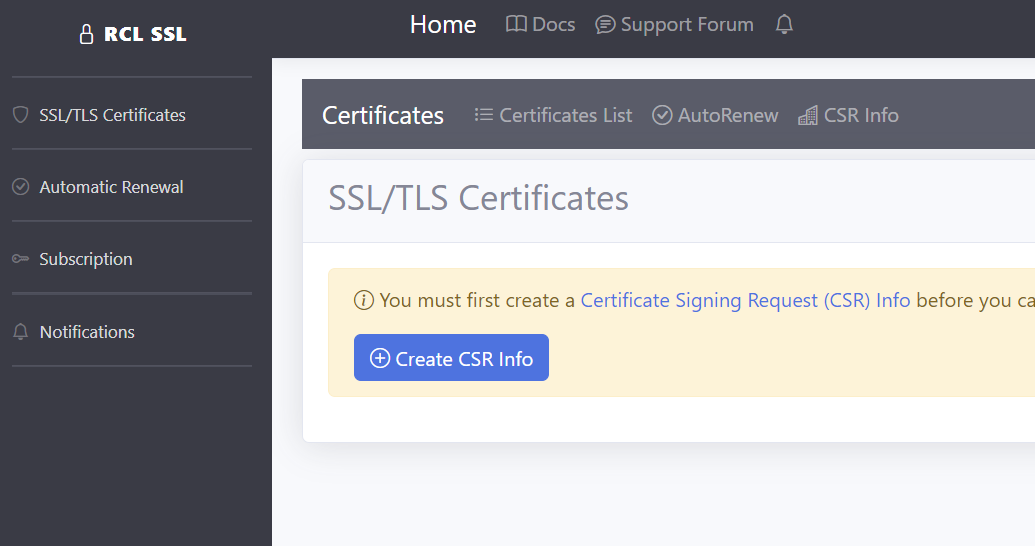 RCL SSL
Home Docs Support Forum
SSL/TLS Certificates
Automatic Renewal
Subscription
Notifications
Certificates Certificates List AutoRenew CSR Info
SSL/TLS Certificates
You must first create a Certificate Signing Request (CSR) Info before you ca
Create CSR Info